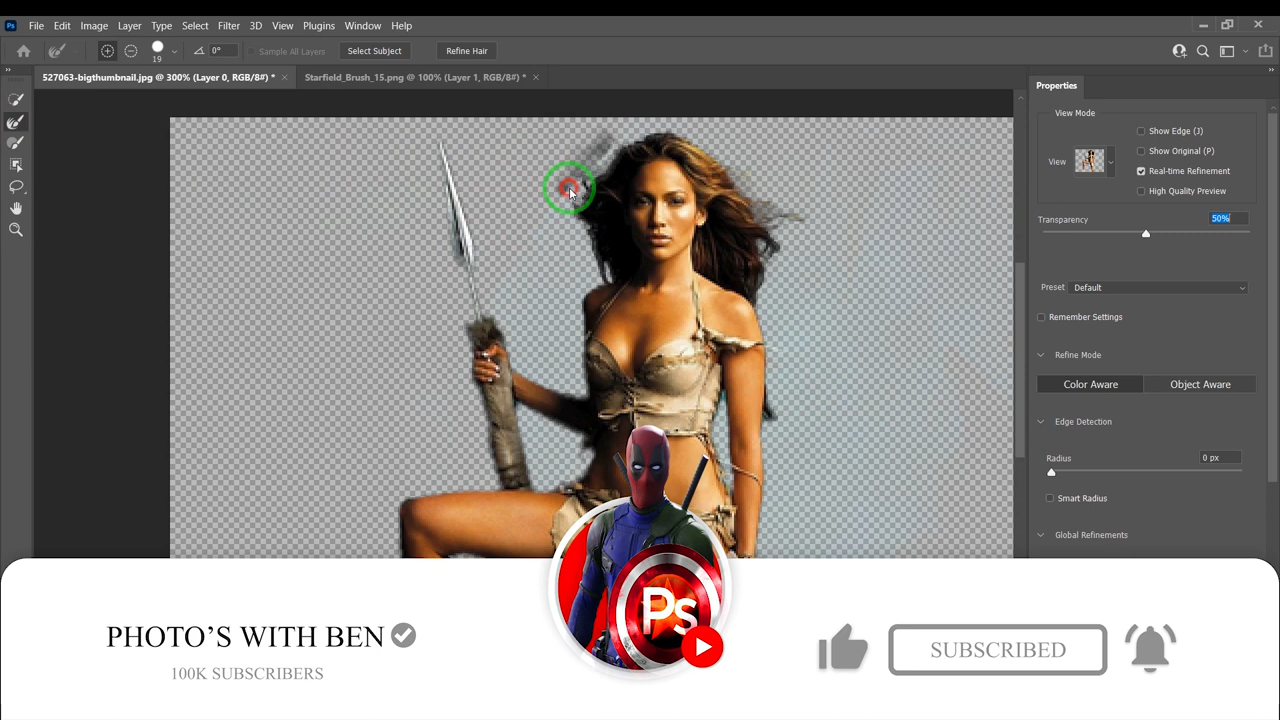 Ps File Edit Image Layer Type Select Filter 3D View Plugins Window Help
19 0° Sample All Layers Select Subject Refine Hair
527063-bigthumbnail.jpg @ 300% (Layer 0, RGB/8#) * Starfield_Brush_15.png @ 100% (Layer 1, RGB/8#) *
Properties
View Mode
Show Edge (J)
View Show Original (P)
Real-time Refinement
High Quality Preview
Transparency 50%
Preset Default
Remember Settings
Refine Mode
Color Aware Object Aware
Edge Detection
Radius 0 px
Smart Radius
Global Refinements
Ps
PHOTO’S WITH BEN
100K SUBSCRIBERS
SUBSCRIBED